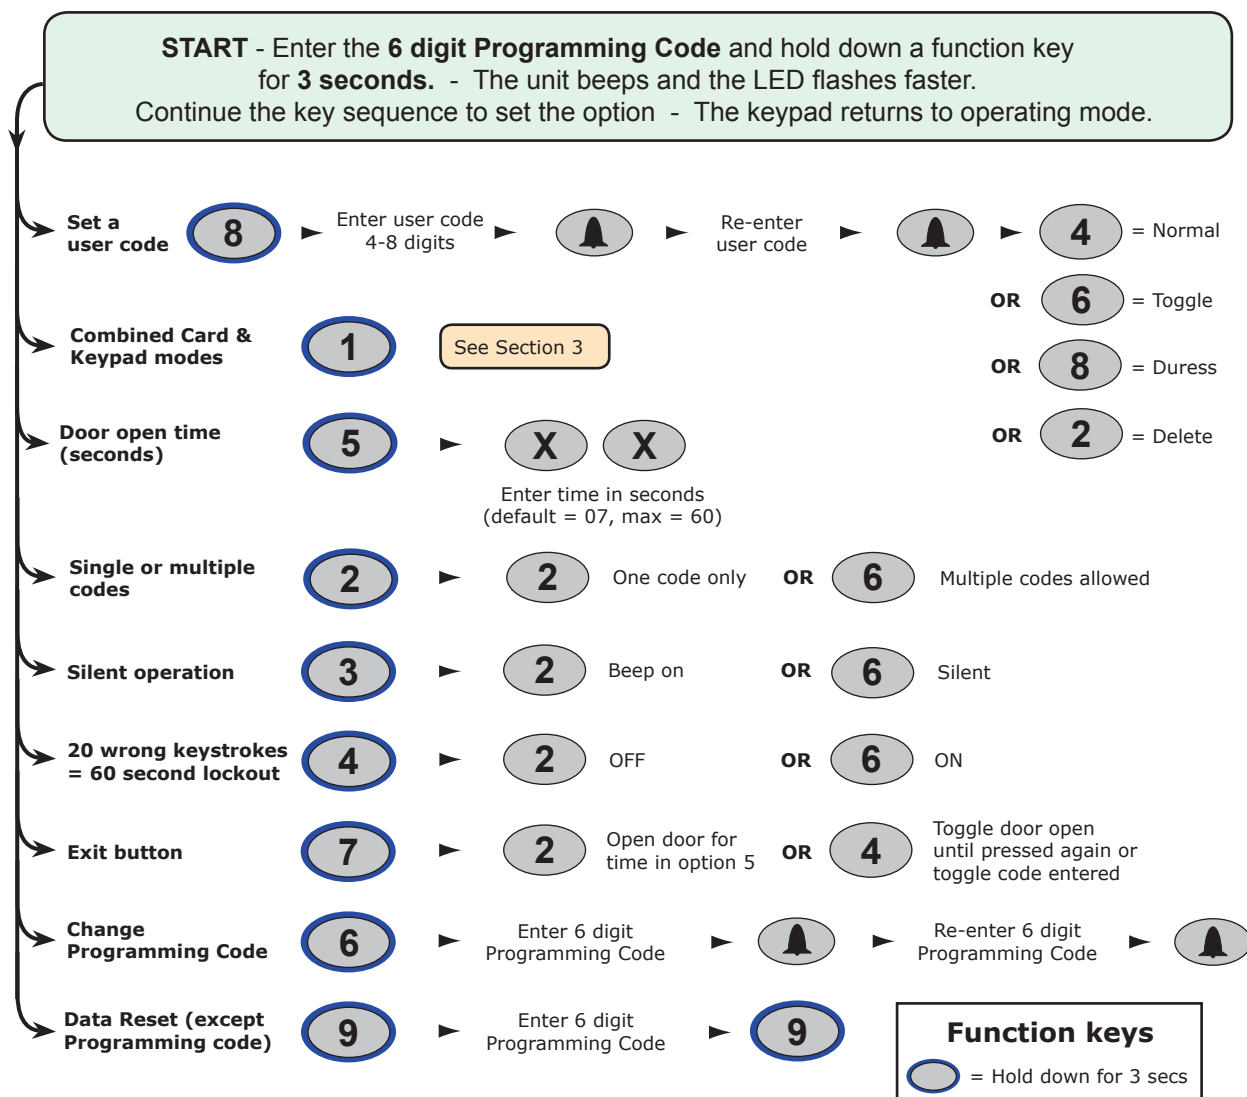 START - Enter the 6 digit Programming Code and hold down a function key
for 3 seconds. - The unit beeps and the LED flashes faster.
Continue the key sequence to set the option - The keypad returns to operating mode.
Set a
user code
8
Enter user code
4-8 digits
Re-enter
user code
4 = Normal
OR 6 = Toggle
OR 8 = Duress
OR 2 = Delete
Combined Card &
Keypad modes
1
See Section 3
Door open time
(seconds)
5
X X
Enter time in seconds
(default = 07, max = 60)
Single or multiple
codes
2
2 One code only OR 6 Multiple codes allowed
Silent operation
3
2 Beep on OR 6 Silent
20 wrong keystrokes
= 60 second lockout
4
2 OFF OR 6 ON
Exit button
7
2
Open door for
time in option 5
OR 4
Toggle door open
until pressed again or
toggle code entered
Change
Programming Code
6
Enter 6 digit
Programming Code
Re-enter 6 digit
Programming Code
Data Reset (except
Programming code)
9
Enter 6 digit
Programming Code
9
Function keys
= Hold down for 3 secs